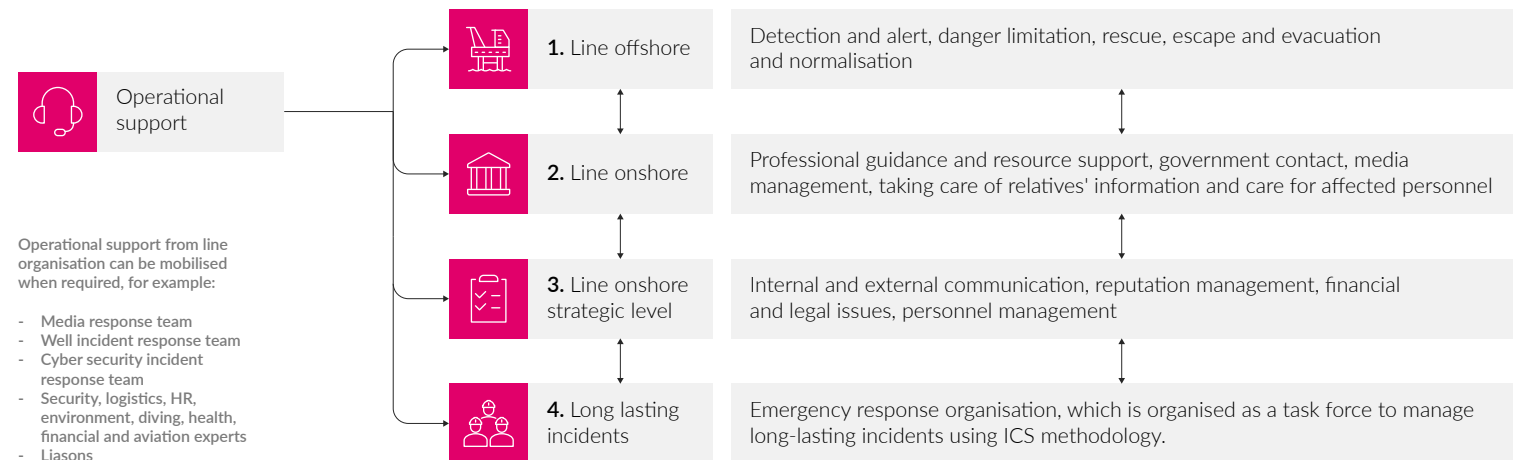 Operational
support
Operational support from line
organisation can be mobilised
when required, for example:
- Media response team
- Well incident response team
- Cyber security incident
response team
- Security, logistics, HR,
environment, diving, health,
financial and aviation experts
- Liasons
1. Line offshore
Detection and alert, danger limitation, rescue, escape and evacuation
and normalisation
2. Line onshore
Professional guidance and resource support, government contact, media
management, taking care of relatives' information and care for affected personnel
3. Line onshore
strategic level
Internal and external communication, reputation management, financial
and legal issues, personnel management
4. Long lasting
incidents
Emergency response organisation, which is organised as a task force to manage
long-lasting incidents using ICS methodology.